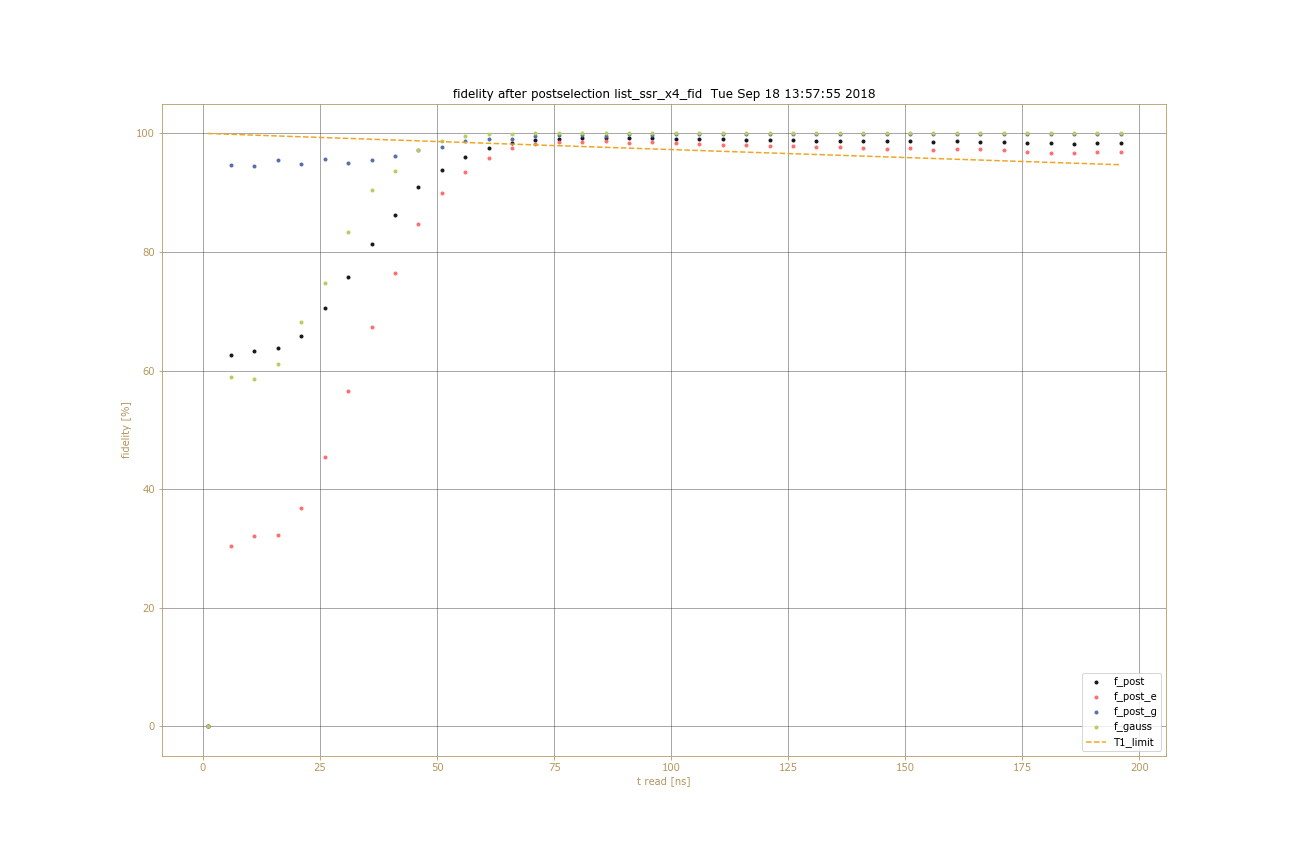 fidelity after postselection list_ssr_x4_fid  Tue Sep 18 13:57:55 2018
100
80
60
40
20
0
fidelity [%]
0 25 50 75 100 125 150 175 200
t read [ns]
f_post
f_post_e
f_post_g
f_gauss
T1_limit